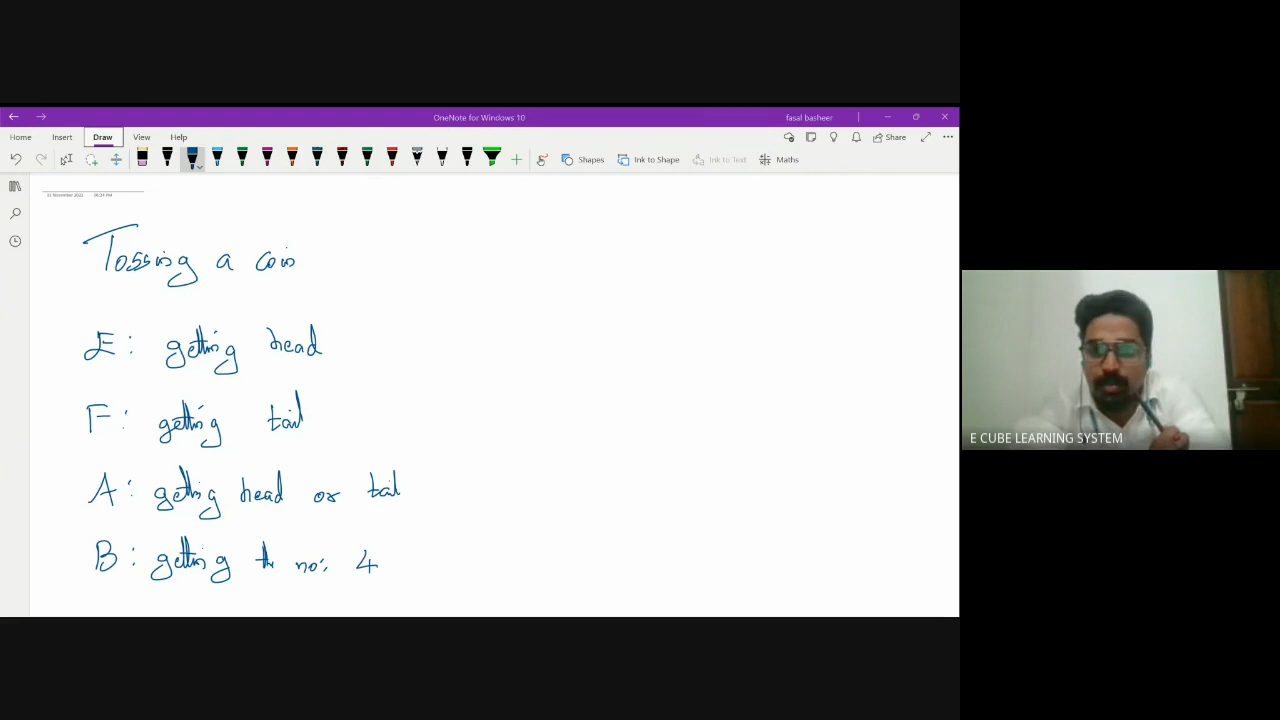 OneNote for Windows 10
fasal basheer
Home Insert Draw View Help
Share
Shapes Ink to Shape Ink to Text Maths
Tossing a coin
E: getting head
F: getting tail
A: getting head or tail
B: getting the no: 4
E CUBE LEARNING SYSTEM